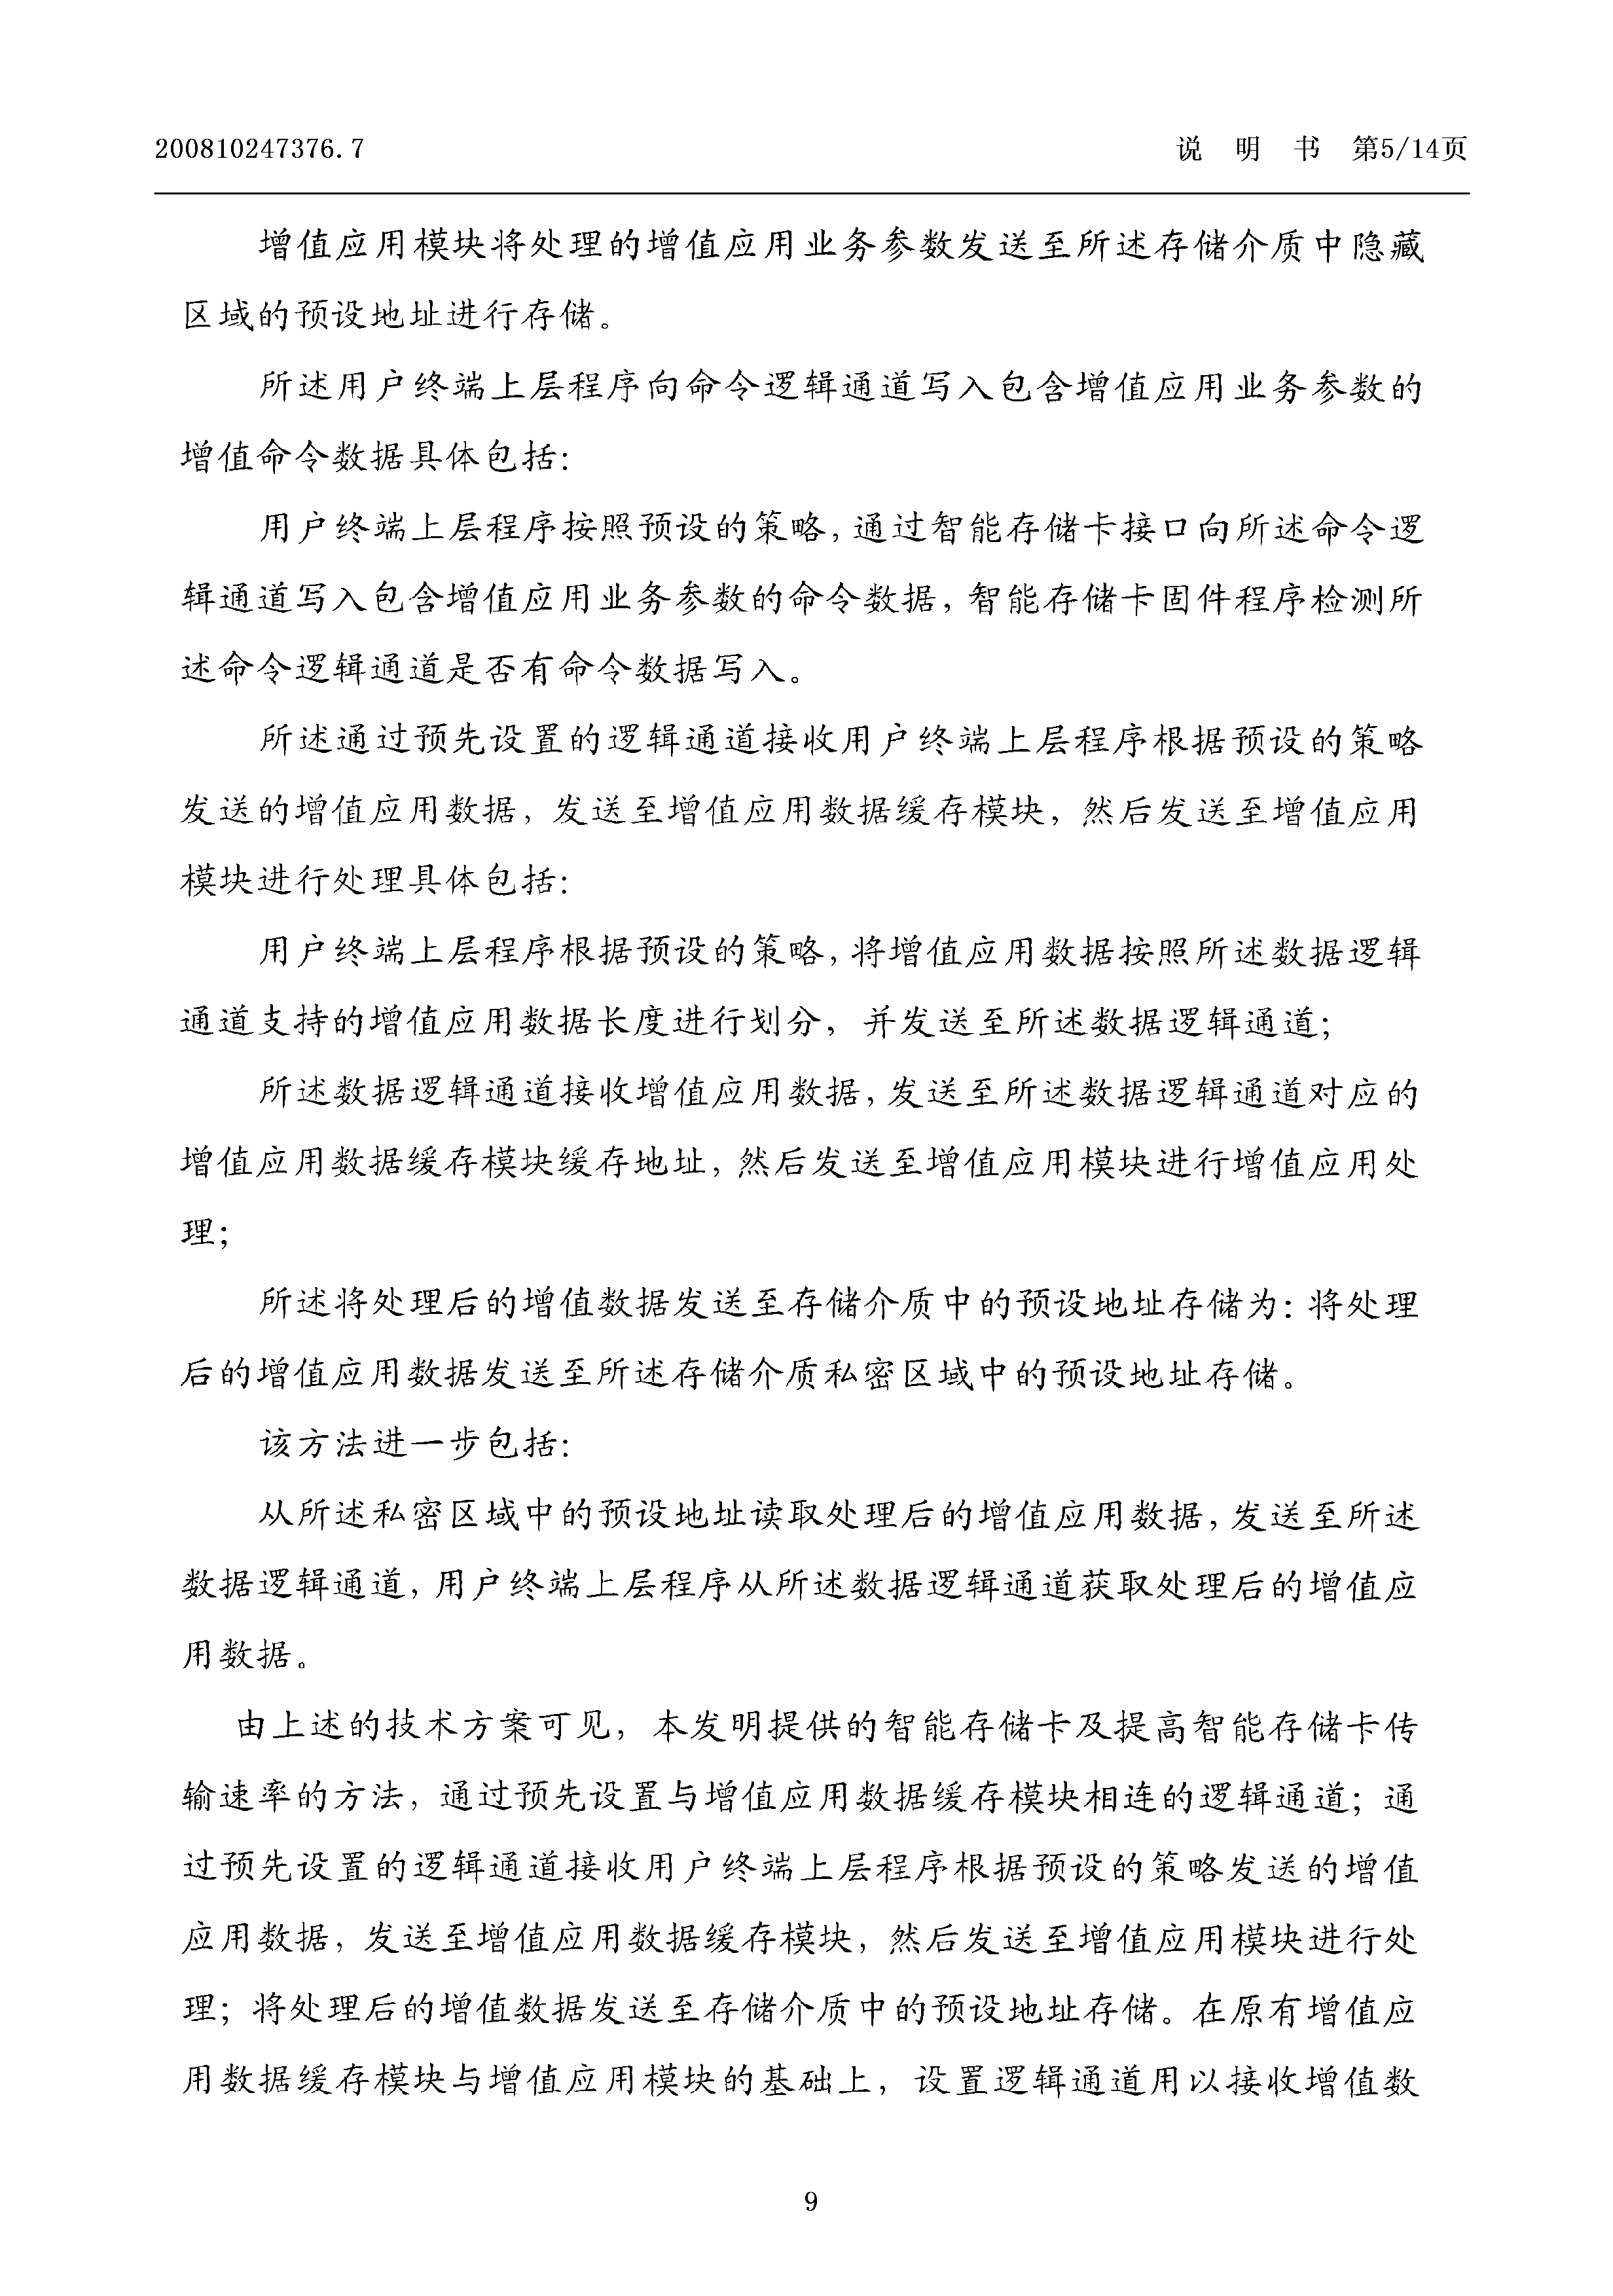 200810247376.7 说 明 书 第5/14页
增值应用模块将处理的增值应用业务参数发送至所述存储介质中隐藏
区域的预设地址进行存储。
所述用户终端上层程序向命令逻辑通道写入包含增值应用业务参数的
增值命令数据具体包括:
用户终端上层程序按照预设的策略,通过智能存储卡接口向所述命令逻
辑通道写入包含增值应用业务参数的命令数据,智能存储卡固件程序检测所
述命令逻辑通道是否有命令数据写入。
所述通过预先设置的逻辑通道接收用户终端上层程序根据预设的策略
发送的增值应用数据，发送至增值应用数据缓存模块，然后发送至增值应用
模块进行处理具体包括:
用户终端上层程序根据预设的策略,将增值应用数据按照所述数据逻辑
通道支持的增值应用数据长度进行划分，并发送至所述数据逻辑通道;
所述数据逻辑通道接收增值应用数据,发送至所述数据逻辑通道对应的
增值应用数据缓存模块缓存地址,然后发送至增值应用模块进行增值应用处
理;
所述将处理后的增值数据发送至存储介质中的预设地址存储为: 将处理
后的增值应用数据发送至所述存储介质私密区域中的预设地址存储。
该方法进一步包括:
从所述私密区域中的预设地址读取处理后的增值应用数据,发送至所述
数据逻辑通道,用户终端上层程序从所述数据逻辑通道获取处理后的增值应
用数据。
由上述的技术方案可见，本发明提供的智能存储卡及提高智能存储卡传
输速率的方法，通过预先设置与增值应用数据缓存模块相连的逻辑通道；通
过预先设置的逻辑通道接收用户终端上层程序根据预设的策略发送的增值
应用数据，发送至增值应用数据缓存模块，然后发送至增值应用模块进行处
理；将处理后的增值数据发送至存储介质中的预设地址存储。在原有增值应
用数据缓存模块与增值应用模块的基础上，设置逻辑通道用以接收增值数
9